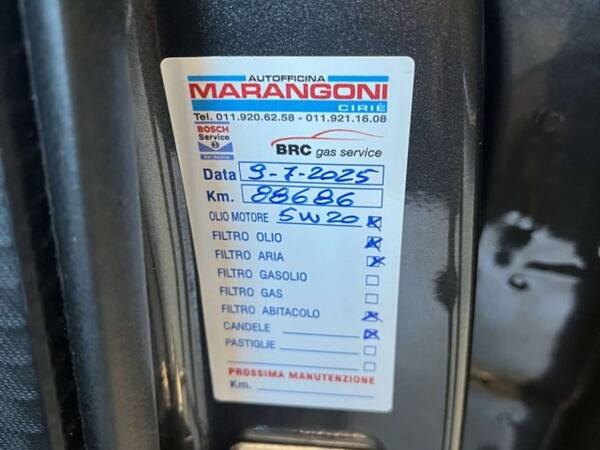 AUTOFFICINA
MARANGONI
CIRIÈ
Tel. 011.920.62.58 - 011.921.16.08
BOSCH
Service
Car Service
BRC gas service
Data 9-7-2025
Km. 88686
OLIO MOTORE 5W20
FILTRO OLIO
FILTRO ARIA
FILTRO GASOLIO
FILTRO GAS
FILTRO ABITACOLO
CANDELE
PASTIGLIE
PROSSIMA MANUTENZIONE
Km.